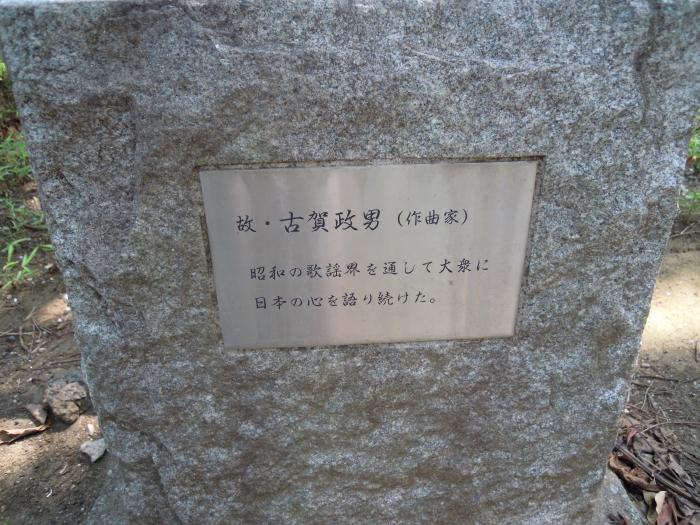 故・古賀政男（作曲家）
昭和の歌謡界を通して大衆に
日本の心を語り続けた。